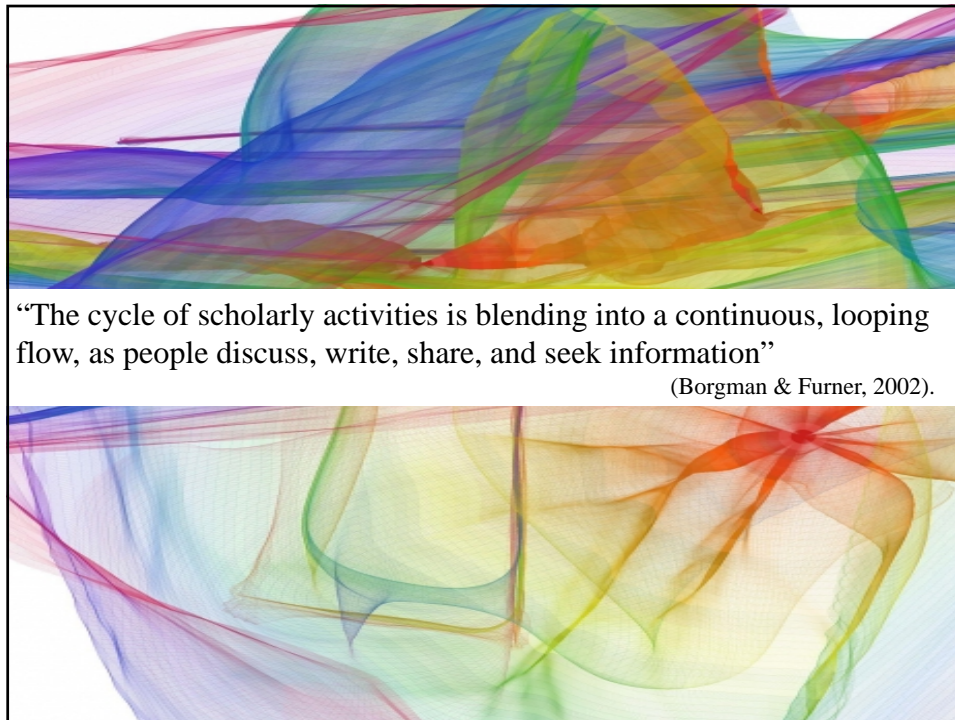 “The cycle of scholarly activities is blending into a continuous, looping
flow, as people discuss, write, share, and seek information”
(Borgman & Furner, 2002).